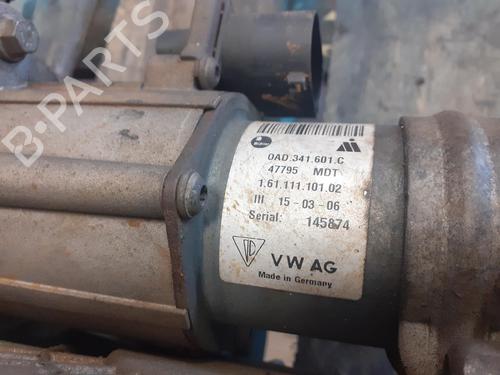 B-PARTS
0AD.341.601.C
47795 MDT
1.61.111.101.02
III 15-03-06
Serial: 145874
VW AG
Made in Germany